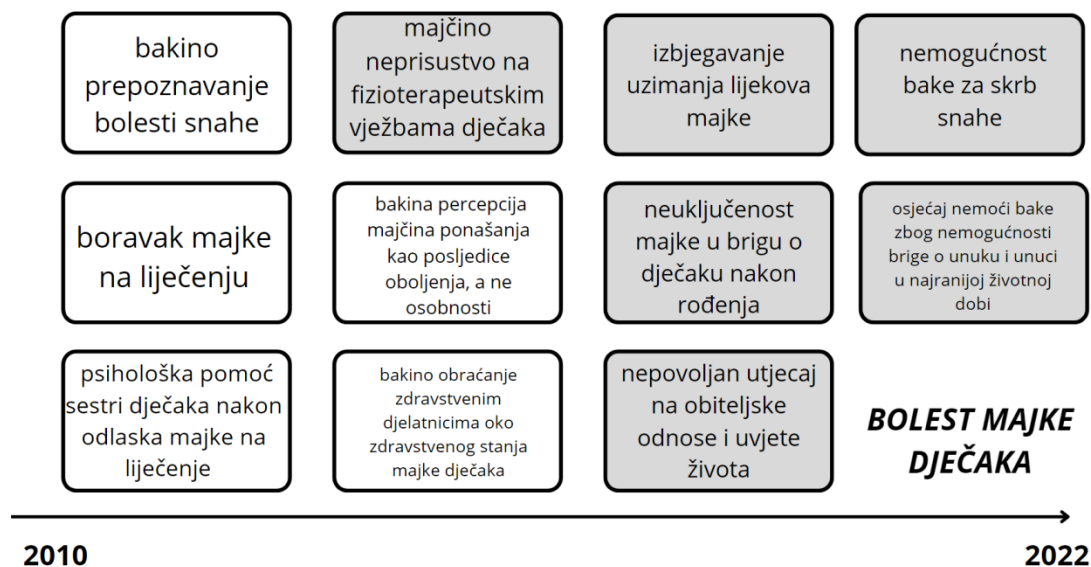 bakino
prepoznavanje
bolesti snahe
majčino
neprisustvo na
fizioterapeutskim
vježbama dječaka
izbjegavanje
uzimanja lijekova
majke
nemogućnost
bake za skrb
snahe
boravak majke
na liječenju
bakina percepcija
majčina ponašanja
kao posljedice
oboljenja, a ne
osobnosti
neuključenost
majke u brigu o
dječaku nakon
rođenja
osjećaj nemoći bake
zbog nemogućnosti
brige o unuku i unuci
u najranijoj životnoj
dobi
psihološka pomoć
sestri dječaka nakon
odlaska majke na
liječenje
bakino obraćanje
zdravstvenim
djelatnicima oko
zdravstvenog stanja
majke dječaka
nepovoljan utjecaj
na obiteljske
odnose i uvjete
života
BOLEST MAJKE
DJEČAKA
2010
2022